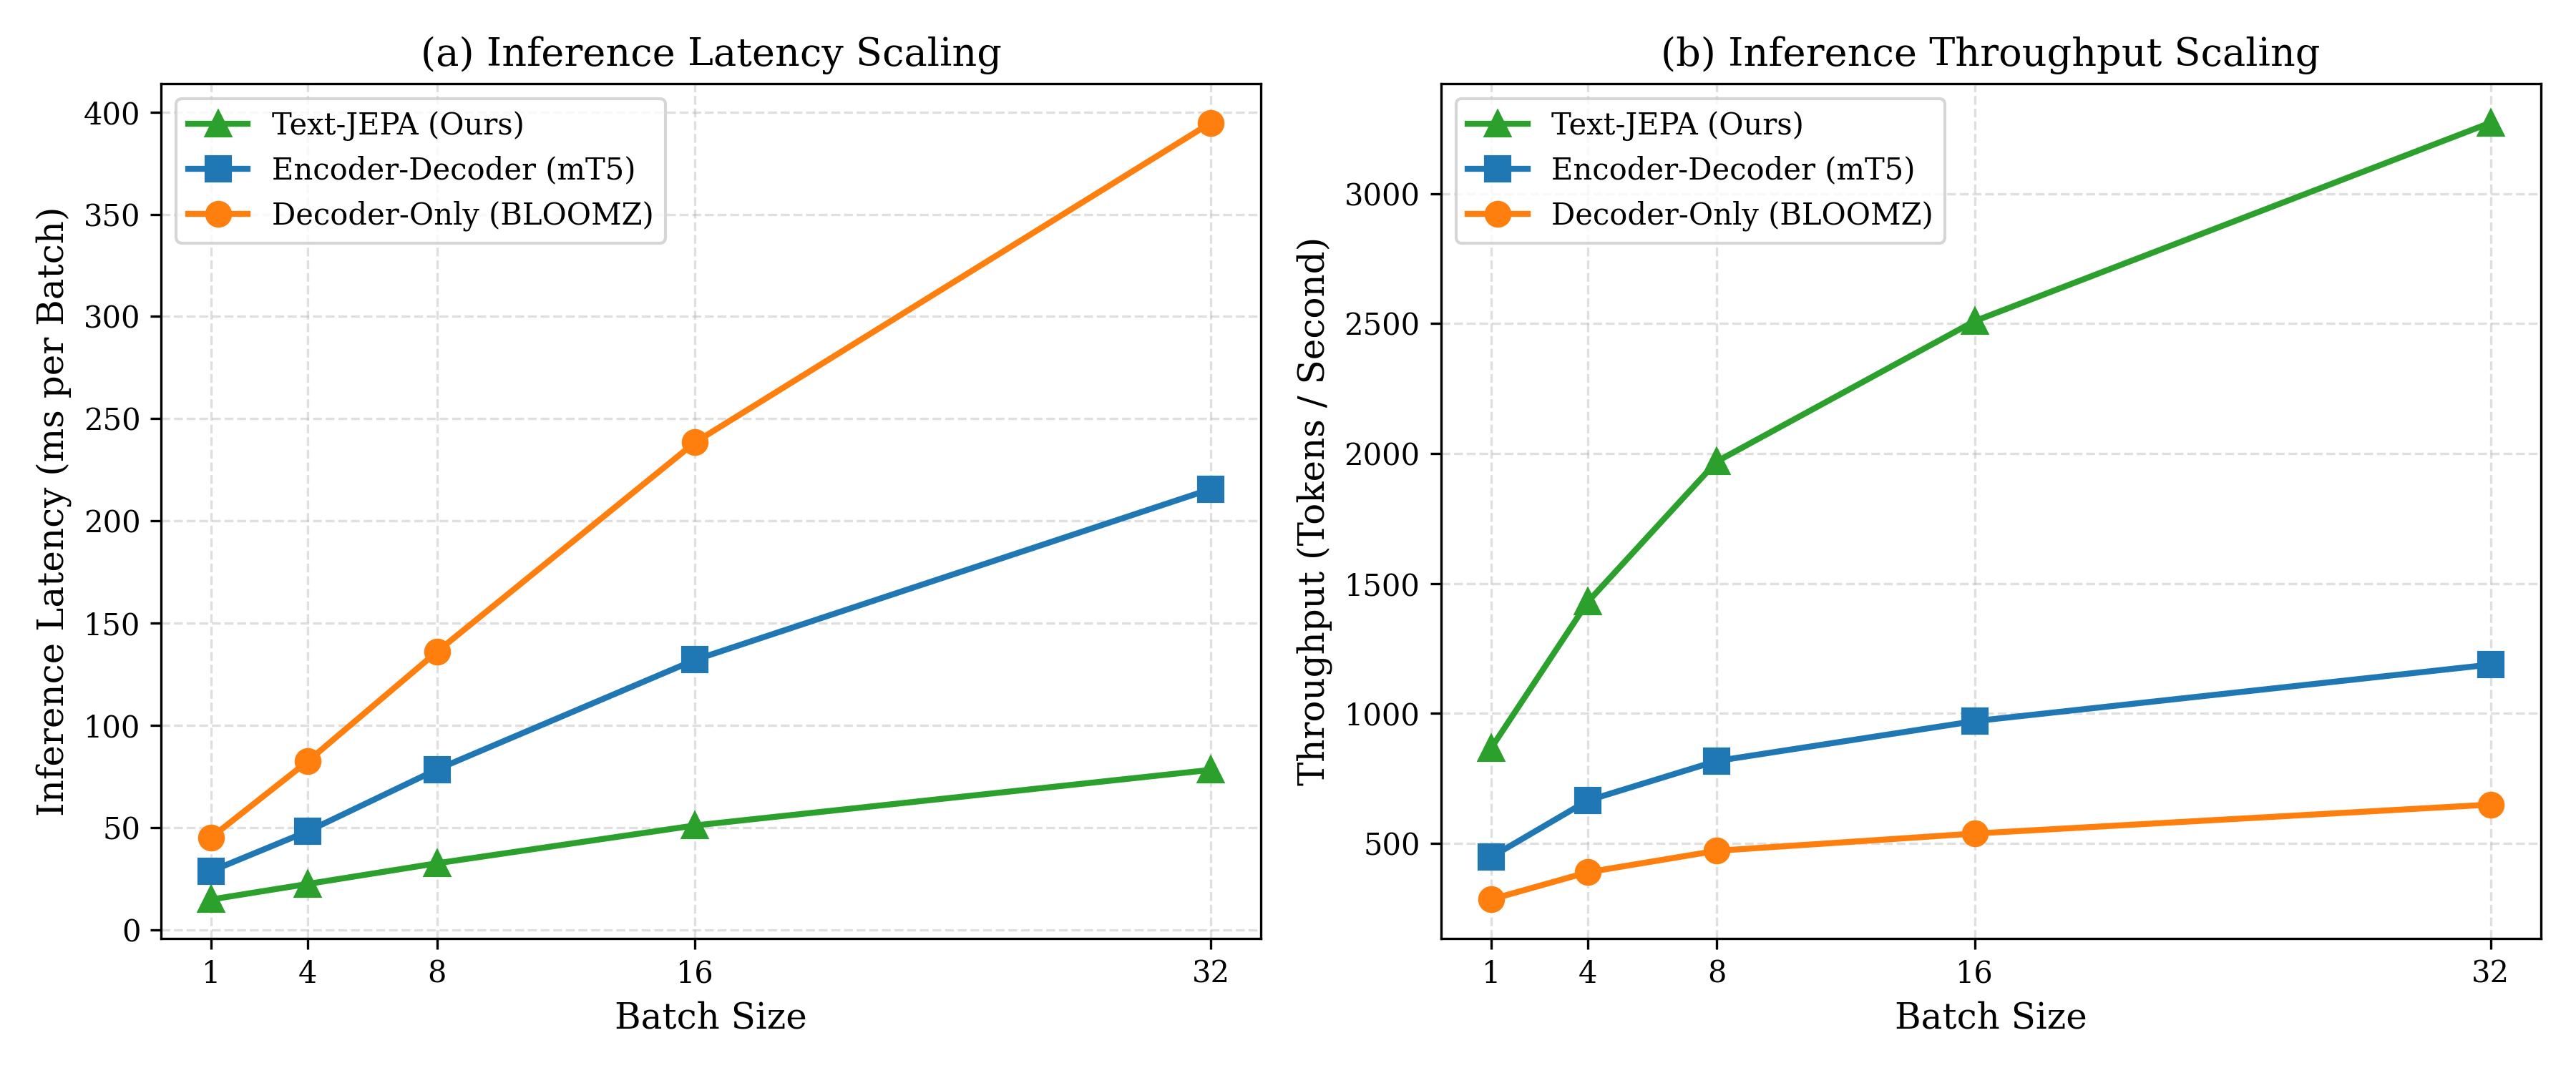 (a) Inference Latency Scaling
Text-JEPA (Ours)
Encoder-Decoder (mT5)
Decoder-Only (BLOOMZ)
Inference Latency (ms per Batch)
400
350
300
250
200
150
100
50
0
1 4 8 16 32
Batch Size
(b) Inference Throughput Scaling
Text-JEPA (Ours)
Encoder-Decoder (mT5)
Decoder-Only (BLOOMZ)
Throughput (Tokens / Second)
3000
2500
2000
1500
1000
500
1 4 8 16 32
Batch Size